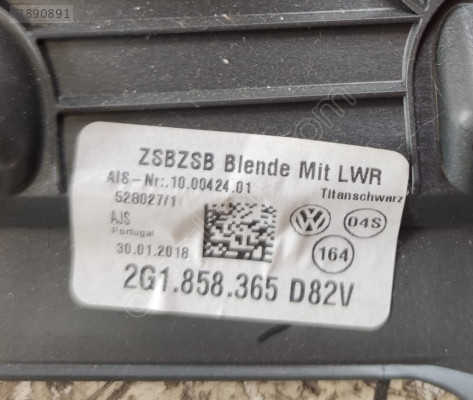 3890891
ZSBZSB Blende Mit LWR
AIS-Nr:.10.00424.01
Titanschwarz
528027/1
AJS
Portugal
04S
30.01.2018
164
2G1.858.365 D82V